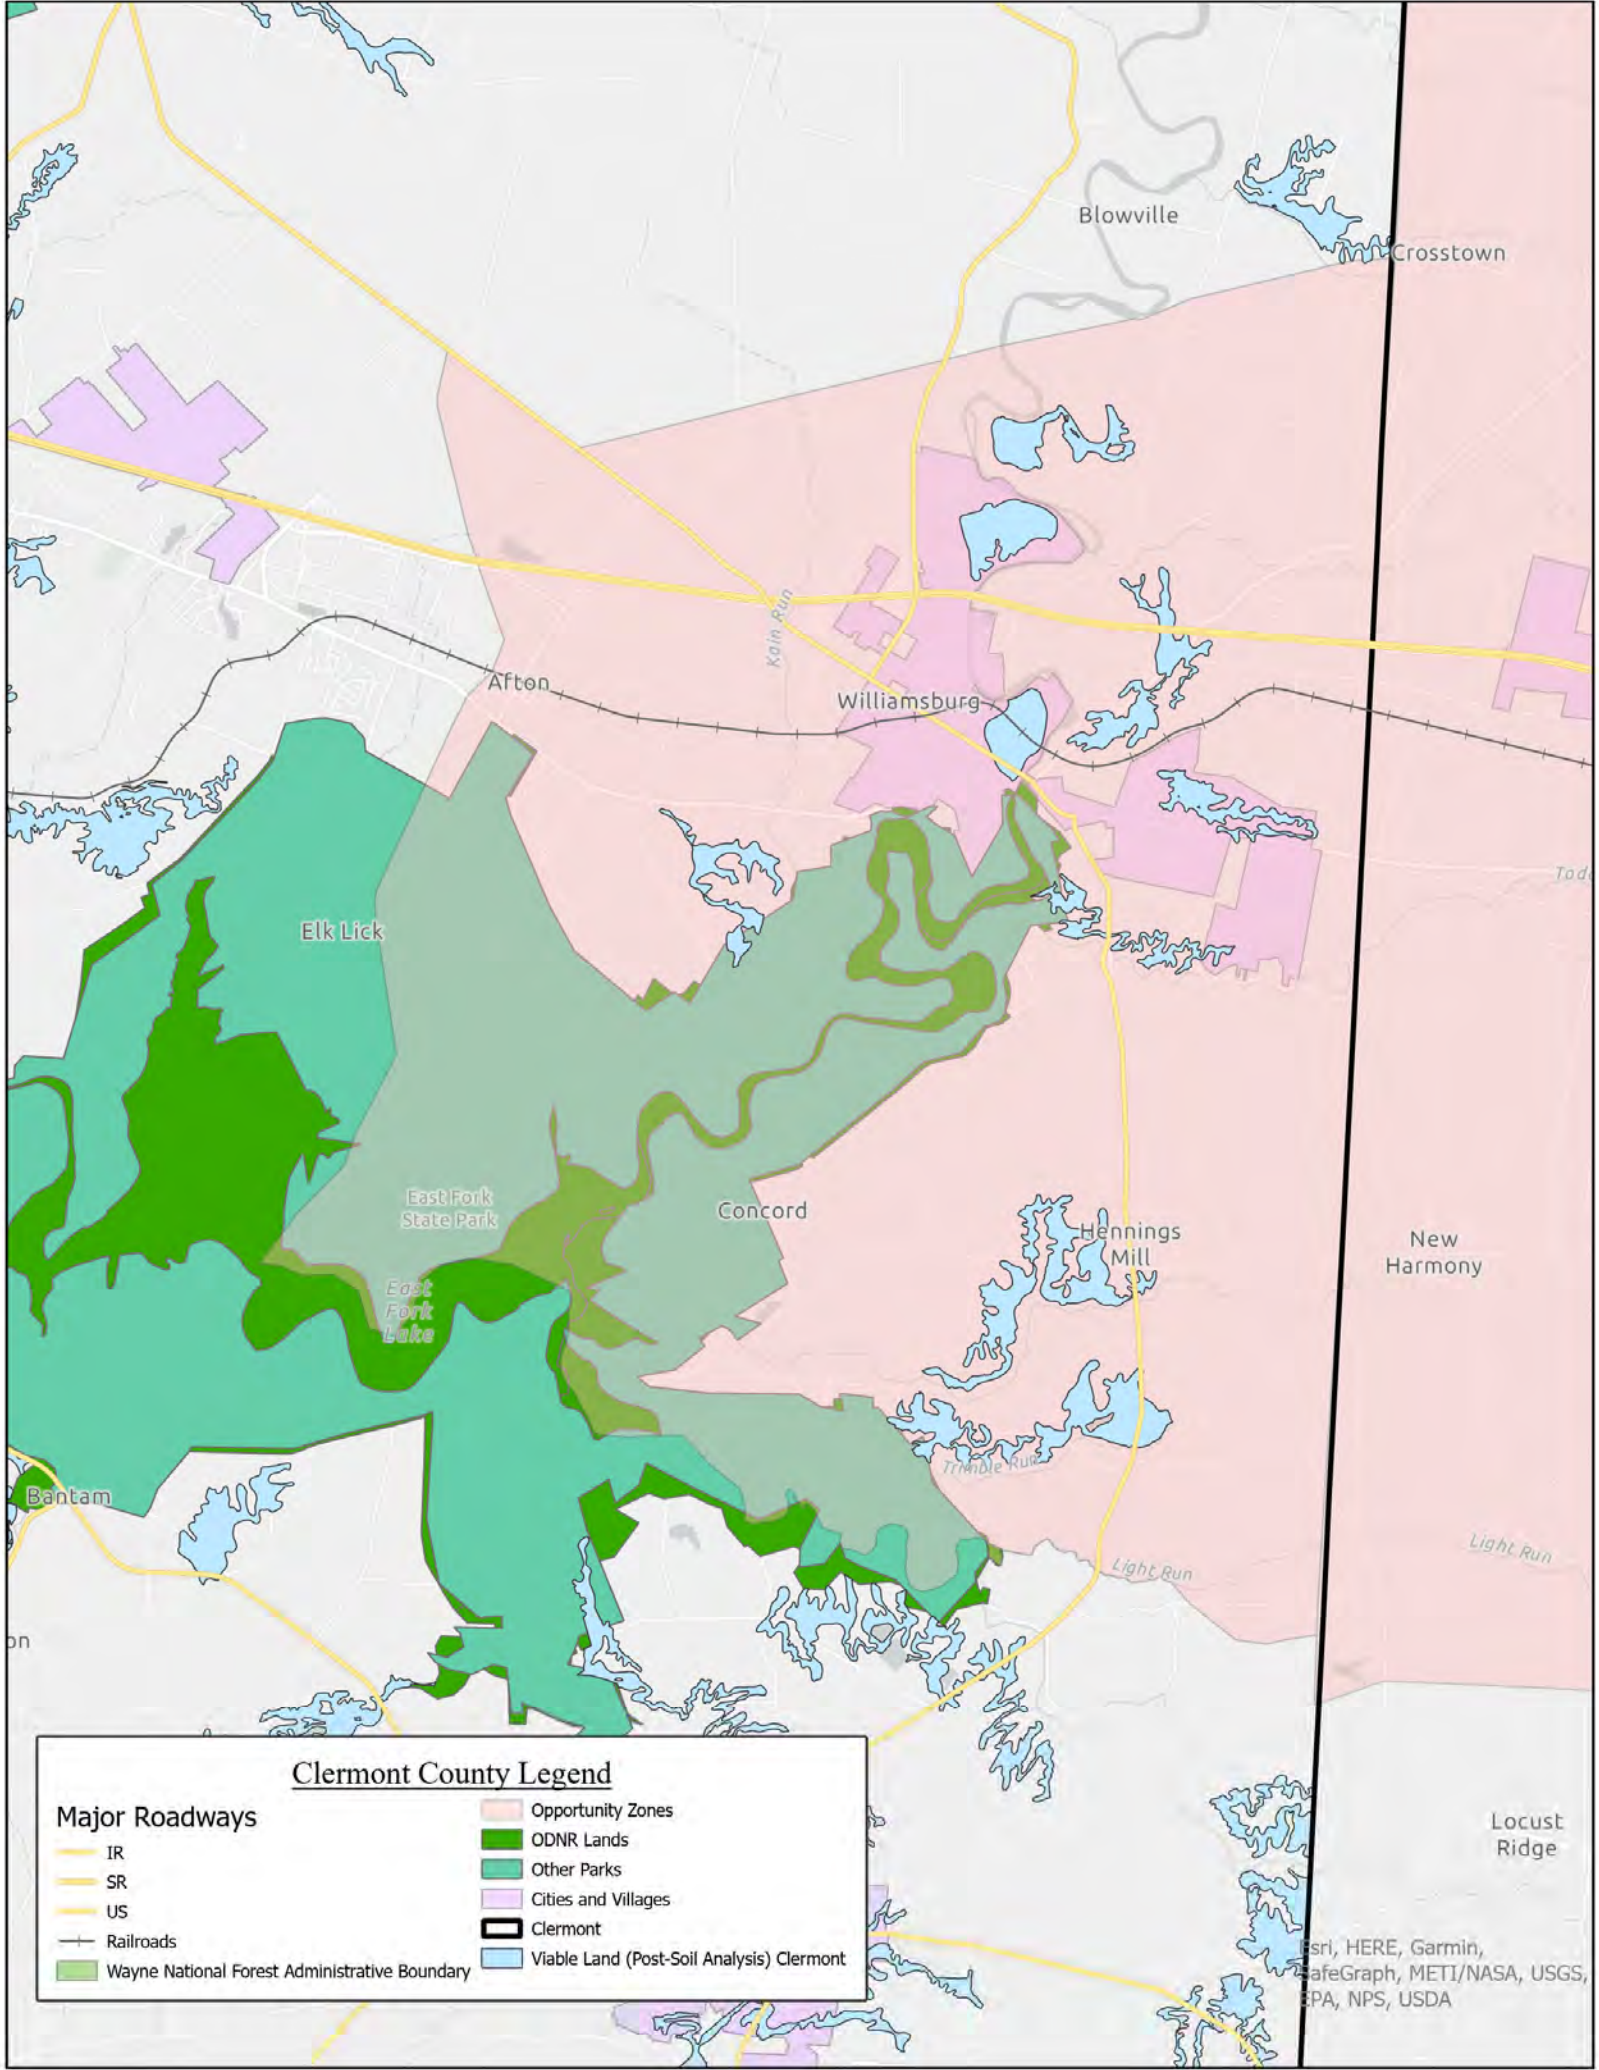 Blowville
Crosstown
Kain Run
Afton
Williamsburg
Elk Lick
East Fork
State Park
Concord
Hennings
Mill
New
Harmony
East
Fork
Lake
Trimble Run
Bantam
Light Run
Light Run
on
Clermont County Legend
Major Roadways
IR
SR
US
Railroads
Wayne National Forest Administrative Boundary
Opportunity Zones
ODNR Lands
Other Parks
Cities and Villages
Clermont
Viable Land (Post-Soil Analysis) Clermont
Locust
Ridge
Esri, HERE, Garmin,
SafeGraph, METI/NASA, USGS,
EPA, NPS, USDA